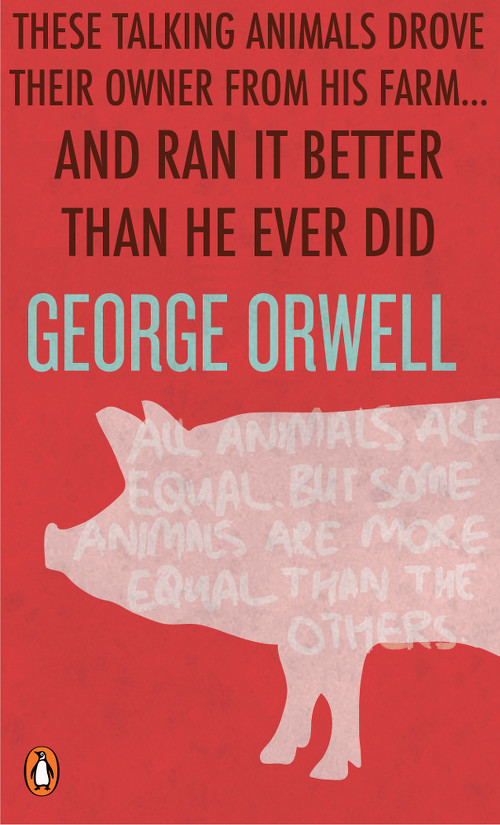 THESE TALKING ANIMALS DROVE
THEIR OWNER FROM HIS FARM...
AND RAN IT BETTER
THAN HE EVER DID
GEORGE ORWELL
ALL ANIMALS ARE
EQUAL. BUT SOME
ANIMALS ARE MORE
EQUAL THAN THE
OTHERS.